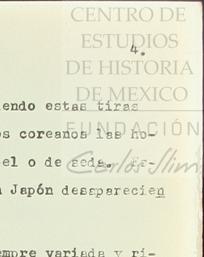 CENTRO DE
ESTUDIOS
4.
DE HISTORIA
DE MEXICO
endo estas tiras
FUNDACIÓN
os coreanos las ho-
Carlos Slim
el o de seda.
Japón desaparecien
empre variada y ri-